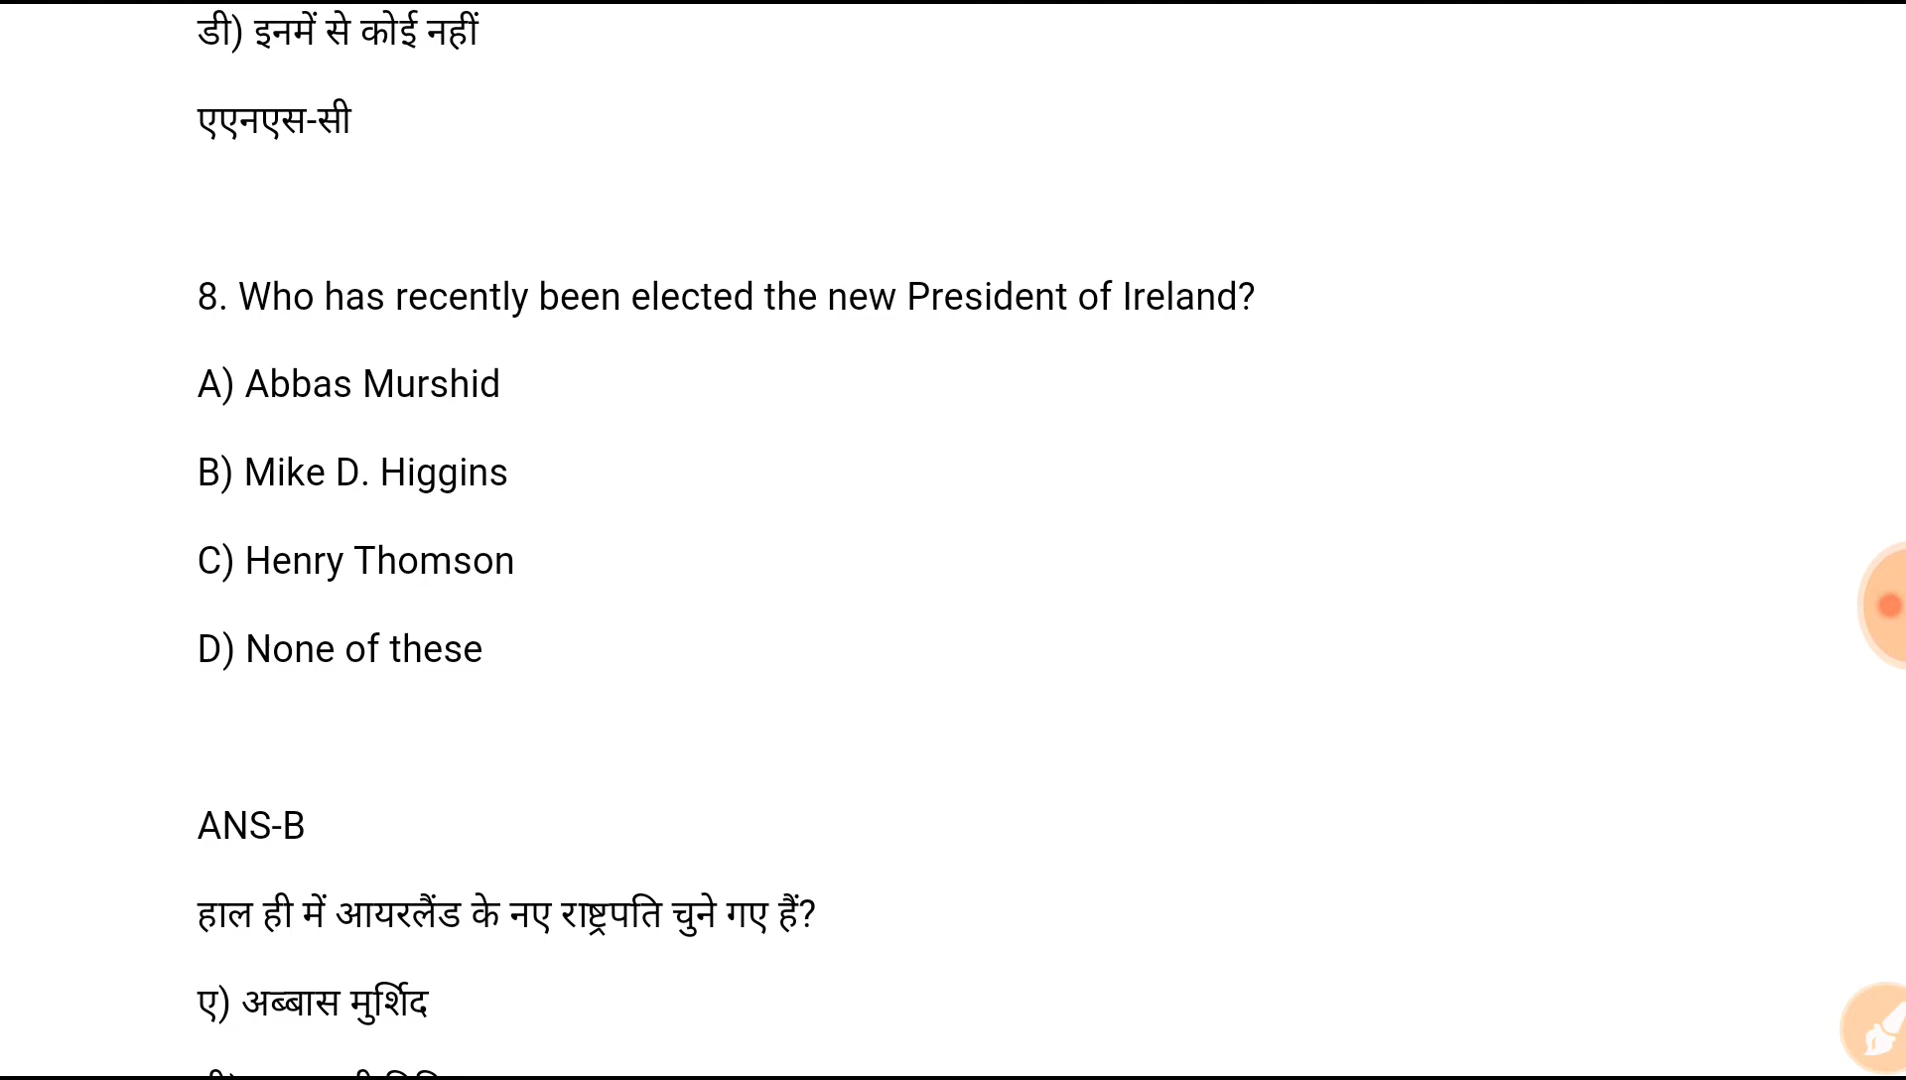 डी) इनमें से कोई नहीं
एएनएस-सी
8. Who has recently been elected the new President of Ireland?
A) Abbas Murshid
B) Mike D. Higgins
C) Henry Thomson
D) None of these
ANS-B
हाल ही में आयरलैंड के नए राष्ट्रपति चुने गए हैं?
ए) अब्बास मुर्शिद